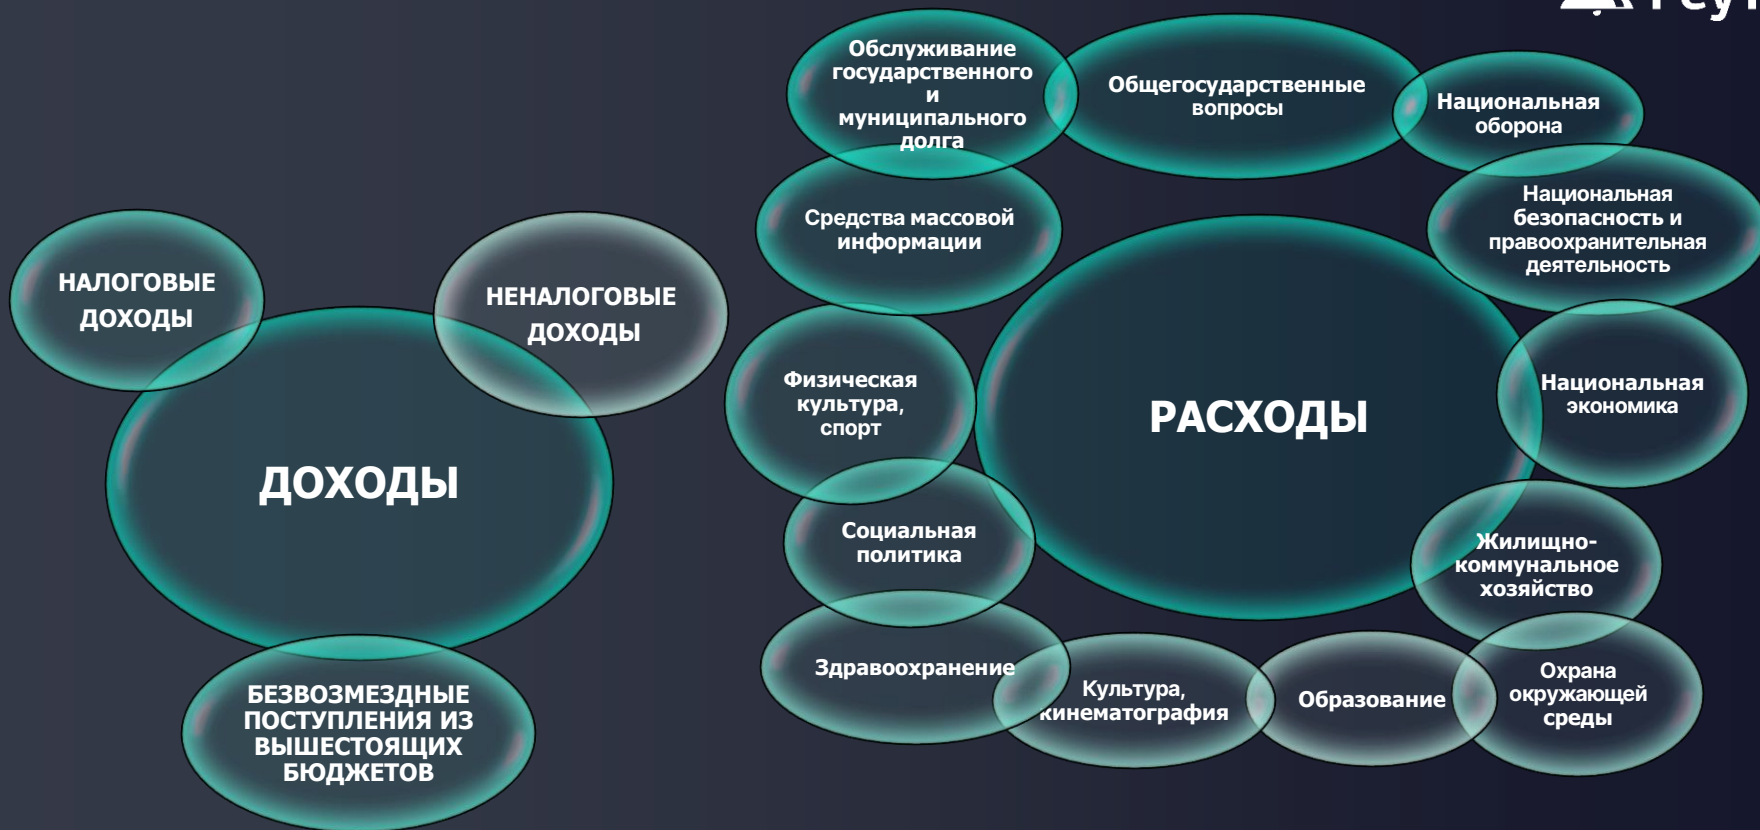 НАЛОГОВЫЕ
ДОХОДЫ
НЕНАЛОГОВЫЕ
ДОХОДЫ
ДОХОДЫ
БЕЗВОЗМЕЗДНЫЕ
ПОСТУПЛЕНИЯ ИЗ
ВЫШЕСТОЯЩИХ
БЮДЖЕТОВ
Обслуживание
государственного
и
муниципального
долга
Общегосударственные
вопросы
Национальная
оборона
Национальная
безопасность и
правоохранительная
деятельность
Средства массовой
информации
Физическая
культура,
спорт
РАСХОДЫ
Национальная
экономика
Социальная
политика
Жилищно-
коммунальное
хозяйство
Здравоохранение
Культура,
кинематография
Образование
Охрана
окружающей
среды